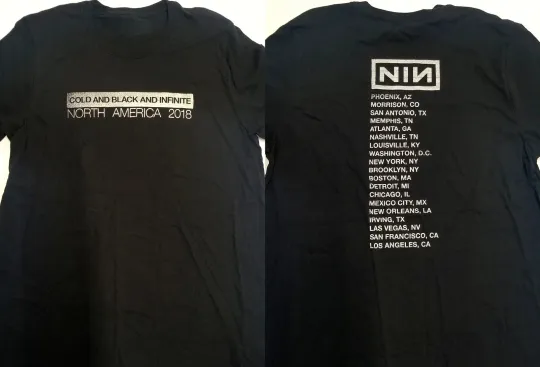 COLD AND BLACK AND INFINITE
NORTH AMERICA 2018
NIN
PHOENIX, AZ
MORRISON, CO
SAN ANTONIO, TX
MEMPHIS, TN
ATLANTA, GA
NASHVILLE, TN
LOUISVILLE, KY
WASHINGTON, D.C.
NEW YORK, NY
BROOKLYN, NY
BOSTON, MA
DETROIT, MI
CHICAGO, IL
MEXICO CITY, MX
NEW ORLEANS, LA
IRVING, TX
LAS VEGAS, NV
SAN FRANCISCO, CA
LOS ANGELES, CA